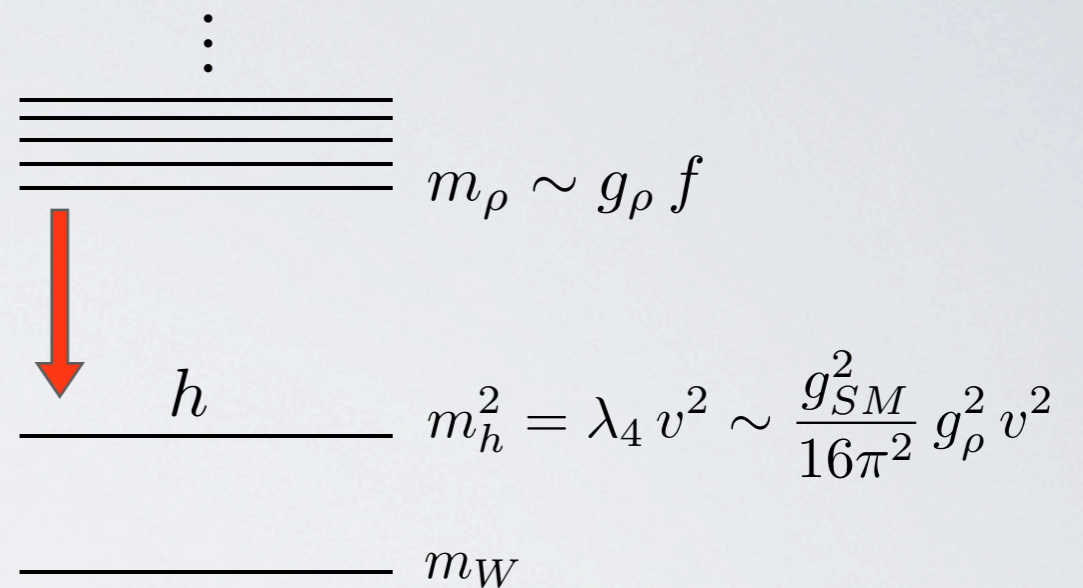 ⋮
m_ρ ∼ g_ρ f
h
m_h^2 = λ_4 v^2 ∼ \frac{g_{SM}^2}{16π^2} g_ρ^2 v^2
m_W